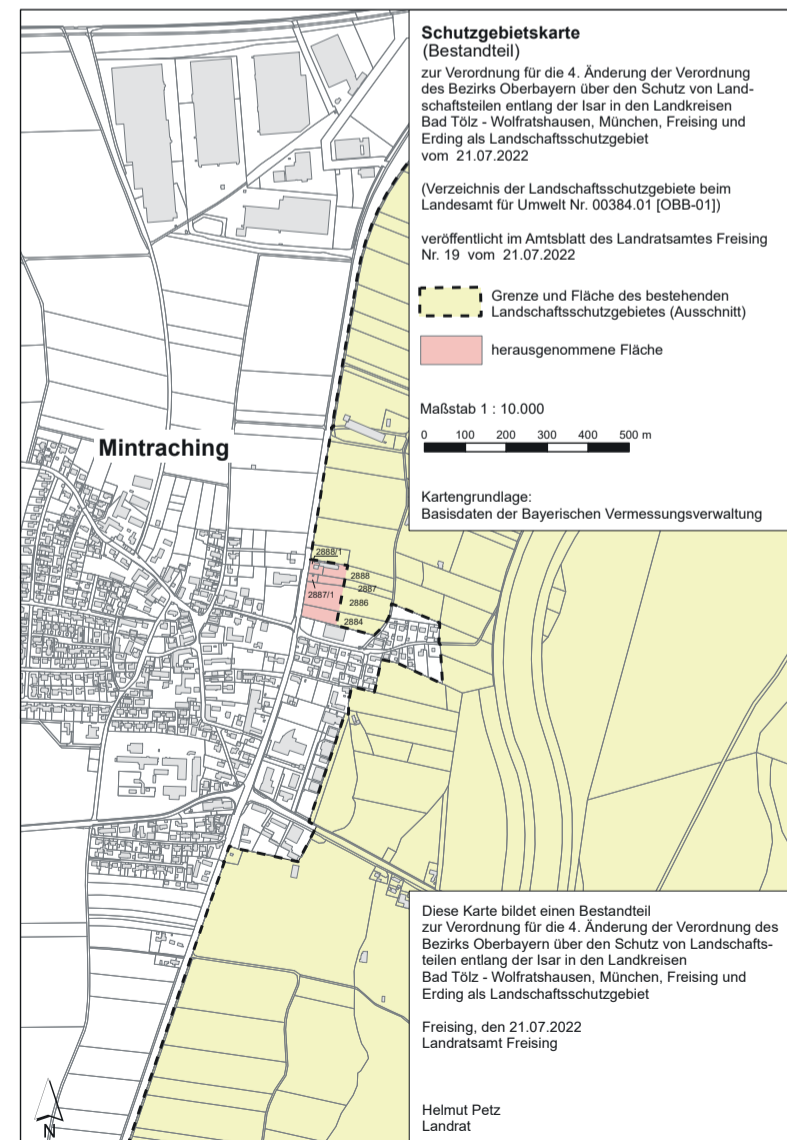 Schutzgebietskarte
(Bestandteil)
zur Verordnung für die 4. Änderung der Verordnung
des Bezirks Oberbayern über den Schutz von Land-
schaftsteilen entlang der Isar in den Landkreisen
Bad Tölz - Wolfratshausen, München, Freising und
Erding als Landschaftsschutzgebiet
vom 21.07.2022
(Verzeichnis der Landschaftsschutzgebiete beim
Landesamt für Umwelt Nr. 00384.01 [OBB-01])
veröffentlicht im Amtsblatt des Landratsamtes Freising
Nr. 19 vom 21.07.2022
Grenze und Fläche des bestehenden
Landschaftsschutzgebietes (Ausschnitt)
herausgenommene Fläche
Maßstab 1 : 10.000
0 100 200 300 400 500 m
Kartengrundlage:
Basisdaten der Bayerischen Vermessungsverwaltung
Mintraching
2888/1
2888
2887
2887/1
2886
2884
Diese Karte bildet einen Bestandteil
zur Verordnung für die 4. Änderung der Verordnung des
Bezirks Oberbayern über den Schutz von Landschafts-
teilen entlang der Isar in den Landkreisen
Bad Tölz - Wolfratshausen, München, Freising und
Erding als Landschaftsschutzgebiet
Freising, den 21.07.2022
Landratsamt Freising
Helmut Petz
Landrat
N